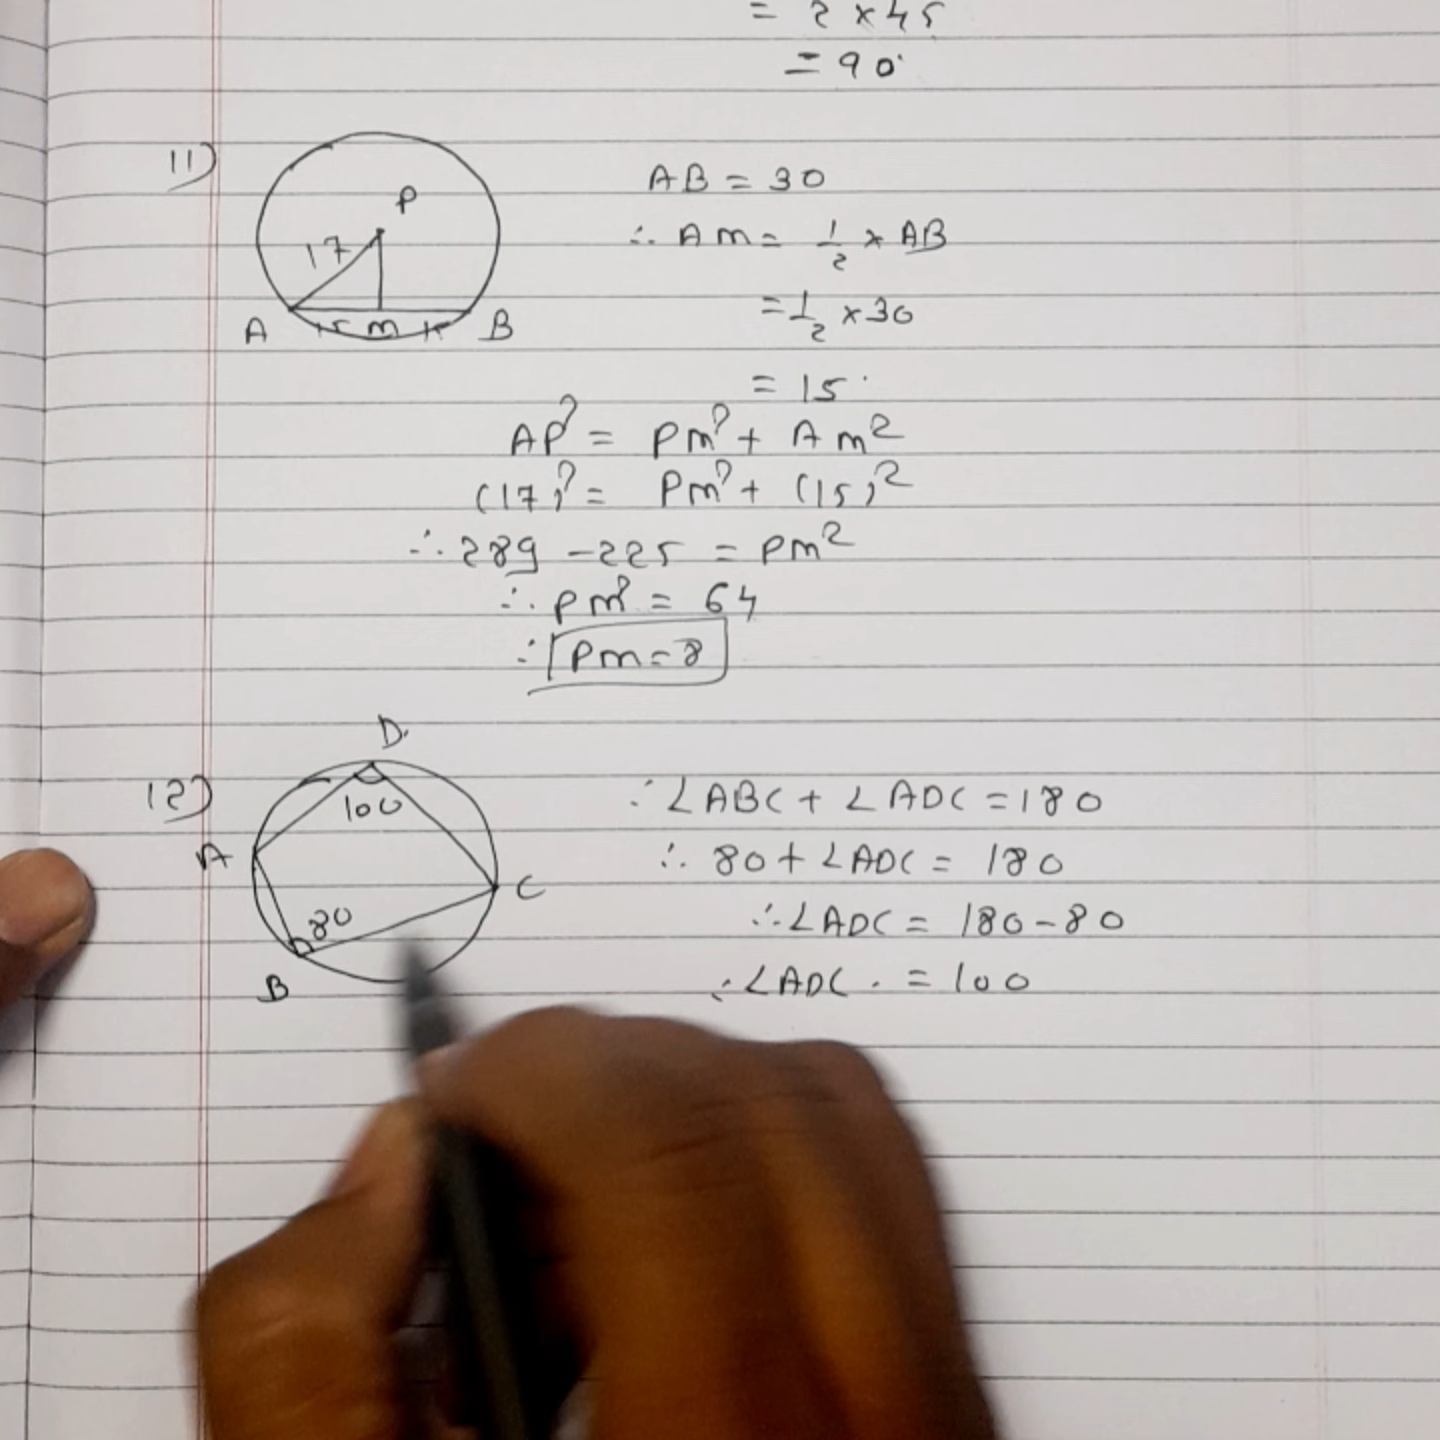 = 2 × 45
= 90
11)
P
17
A 15 m 15 B
AB = 30
∴ Am = 1/2 × AB
= 1/2 × 30
= 15
AP² = Pm² + Am²
(17)² = Pm² + (15)²
∴ 289 - 225 = Pm²
∴ Pm² = 64
∴ Pm = 8
12)
D
100
A
C
80
B
∴ ∠ABC + ∠ADC = 180
∴ 80 + ∠ADC = 180
∴ ∠ADC = 180 - 80
∴ ∠ADC = 100